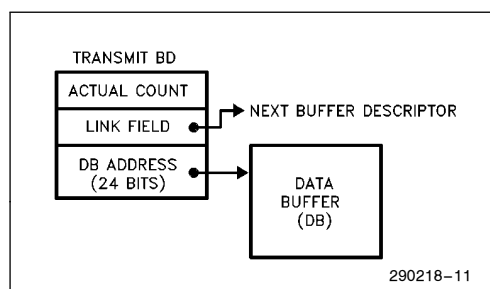 TRANSMIT BD
ACTUAL COUNT
LINK FIELD
NEXT BUFFER DESCRIPTOR
DB ADDRESS
(24 BITS)
DATA
BUFFER
(DB)
290218–11